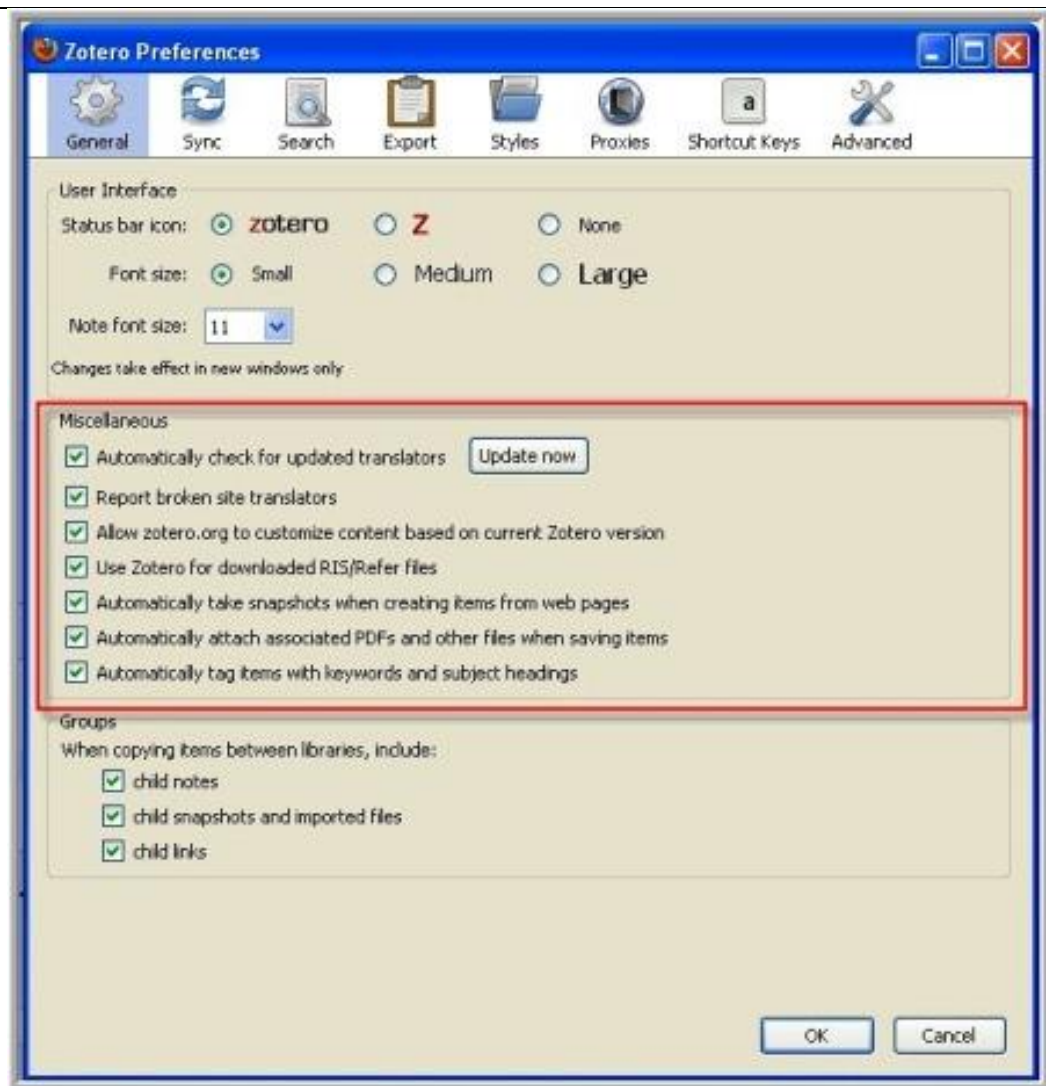 Zotero Preferences
General Sync Search Export Styles Proxies a Shortcut Keys Advanced
User Interface
Status bar icon: zotero Z None
Font size: Small Medium Large
Note font size: 11
Changes take effect in new windows only
Miscellaneous
Automatically check for updated translators Update now
Report broken site translators
Allow zotero.org to customize content based on current Zotero version
Use Zotero for downloaded RIS/Refer files
Automatically take snapshots when creating items from web pages
Automatically attach associated PDFs and other files when saving items
Automatically tag items with keywords and subject headings
Groups
When copying items between libraries, include:
child notes
child snapshots and imported files
child links
OK Cancel